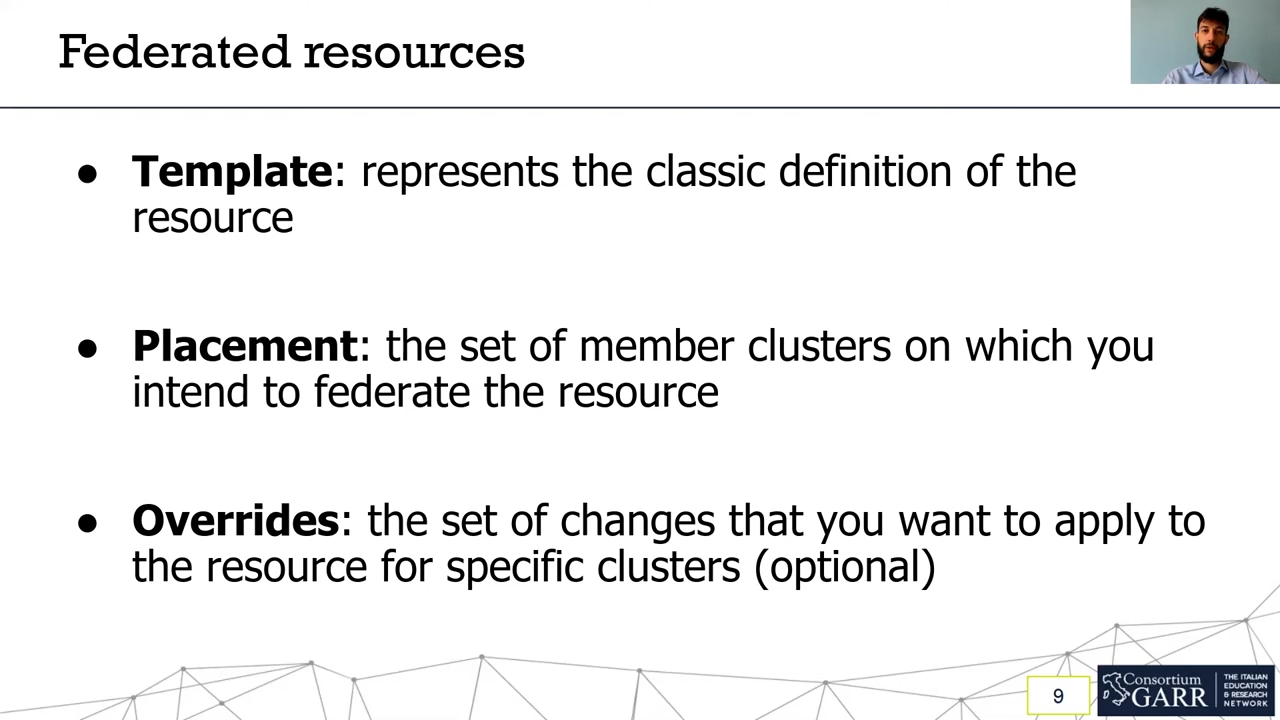 Federated resources
● Template: represents the classic definition of the
resource
● Placement: the set of member clusters on which you
intend to federate the resource
● Overrides: the set of changes that you want to apply to
the resource for specific clusters (optional)
9
Consortium
GARR
THE ITALIAN
EDUCATION
& RESEARCH
NETWORK